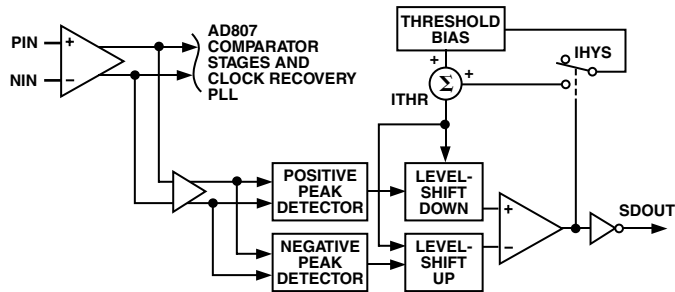 PIN
NIN
+
−
AD807
COMPARATOR
STAGES AND
CLOCK RECOVERY
PLL
THRESHOLD
BIAS
IHYS
+
+
Σ
ITHR
POSITIVE
PEAK
DETECTOR
LEVEL-
SHIFT
DOWN
NEGATIVE
PEAK
DETECTOR
LEVEL-
SHIFT
UP
+
−
SDOUT